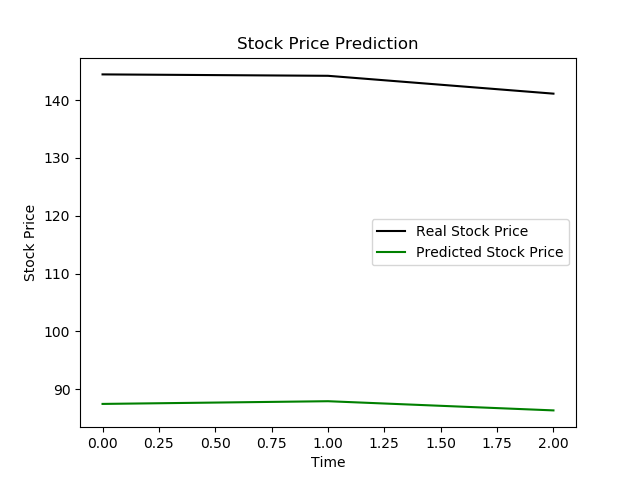 Stock Price Prediction
Stock Price
140
130
120
110
100
90
Real Stock Price
Predicted Stock Price
0.00 0.25 0.50 0.75 1.00 1.25 1.50 1.75 2.00
Time